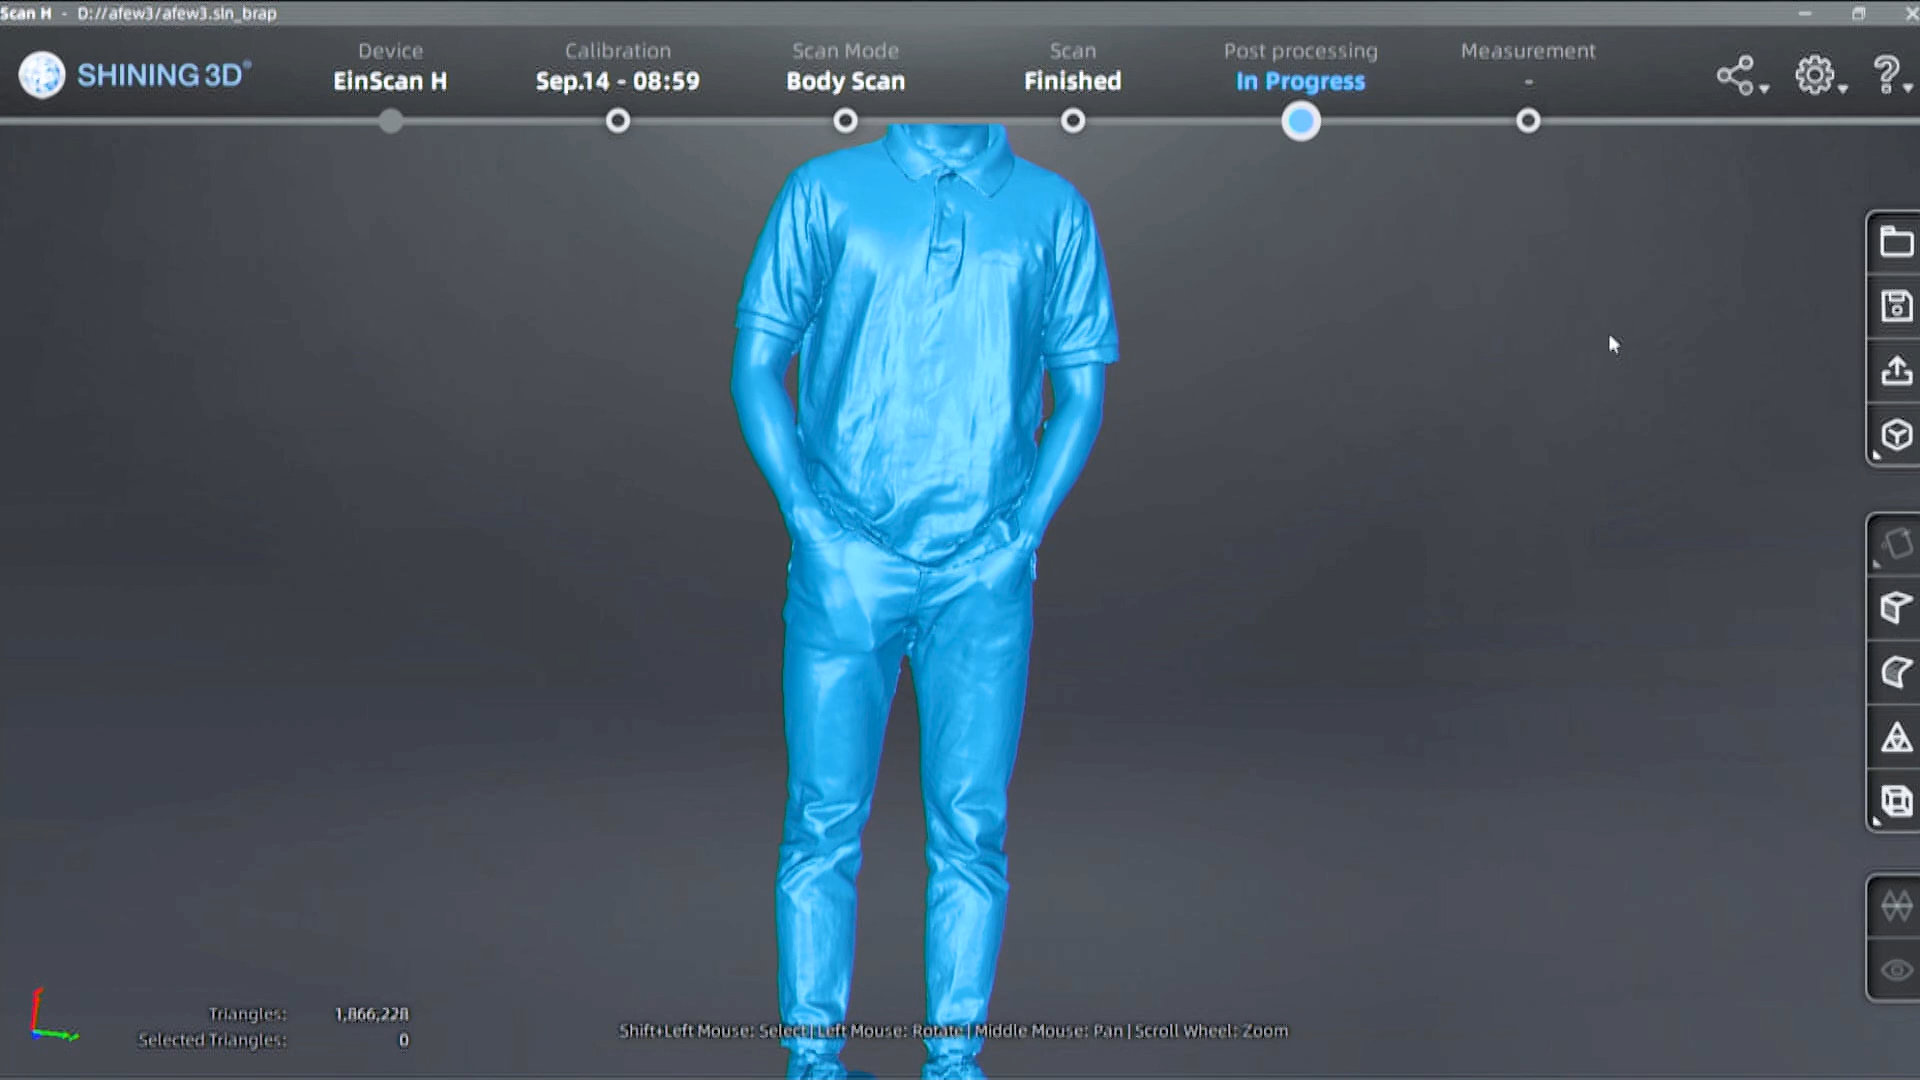 Scan H - D://afew3/afew3.sln_brap
SHINING 3D®
Device
EinScan H
Calibration
Sep.14 - 08:59
Scan Mode
Body Scan
Scan
Finished
Post processing
In Progress
Measurement
-
Triangles: 1,866,228
Selected Triangles: 0
Shift+Left Mouse: Select | Left Mouse: Rotate | Middle Mouse: Pan | Scroll Wheel: Zoom